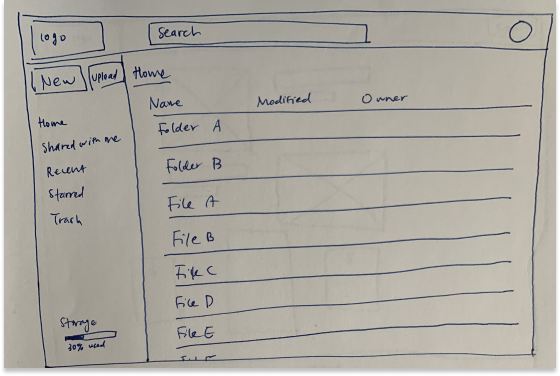 logo
Search
New
Upload
Home
Name Modified Owner
Home
Shared with me
Recent
Starred
Trash
Folder A
Folder B
File A
File B
File C
File D
File E
Storage
30% used